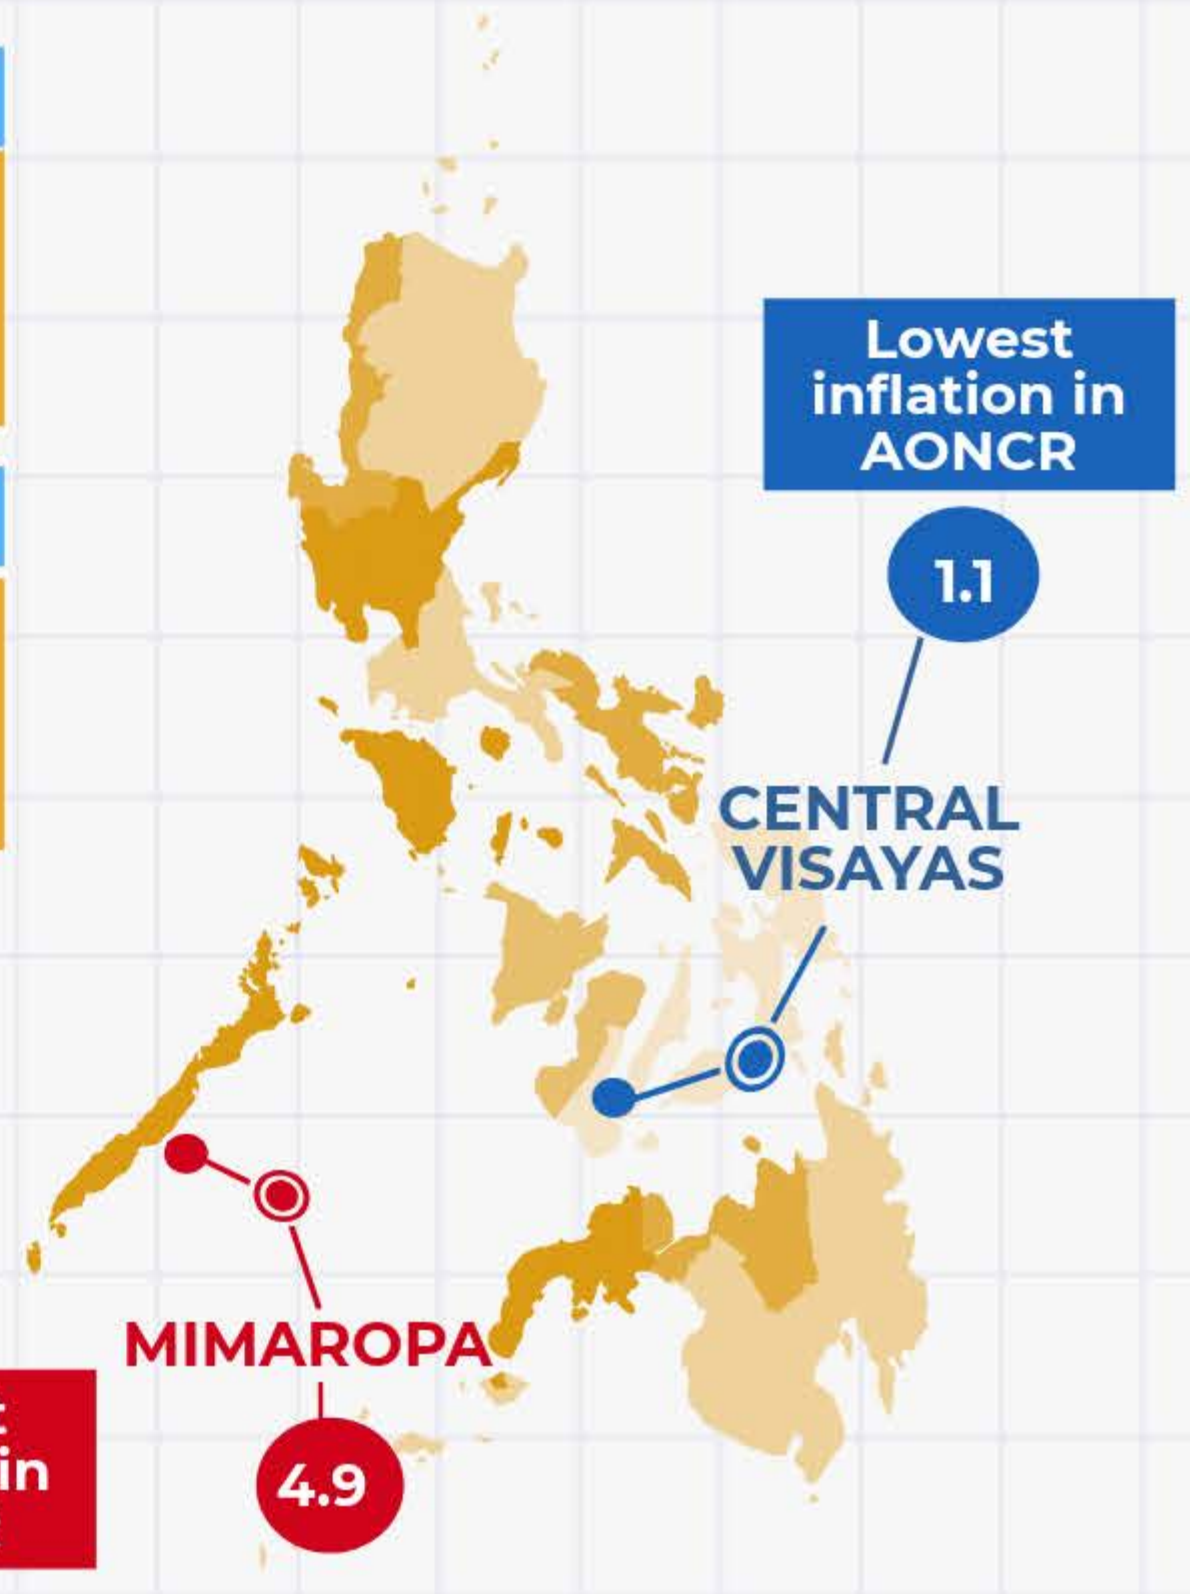 Lowest
inflation in
AONCR
1.1
CENTRAL
VISAYAS
MIMAROPA
in
4.9